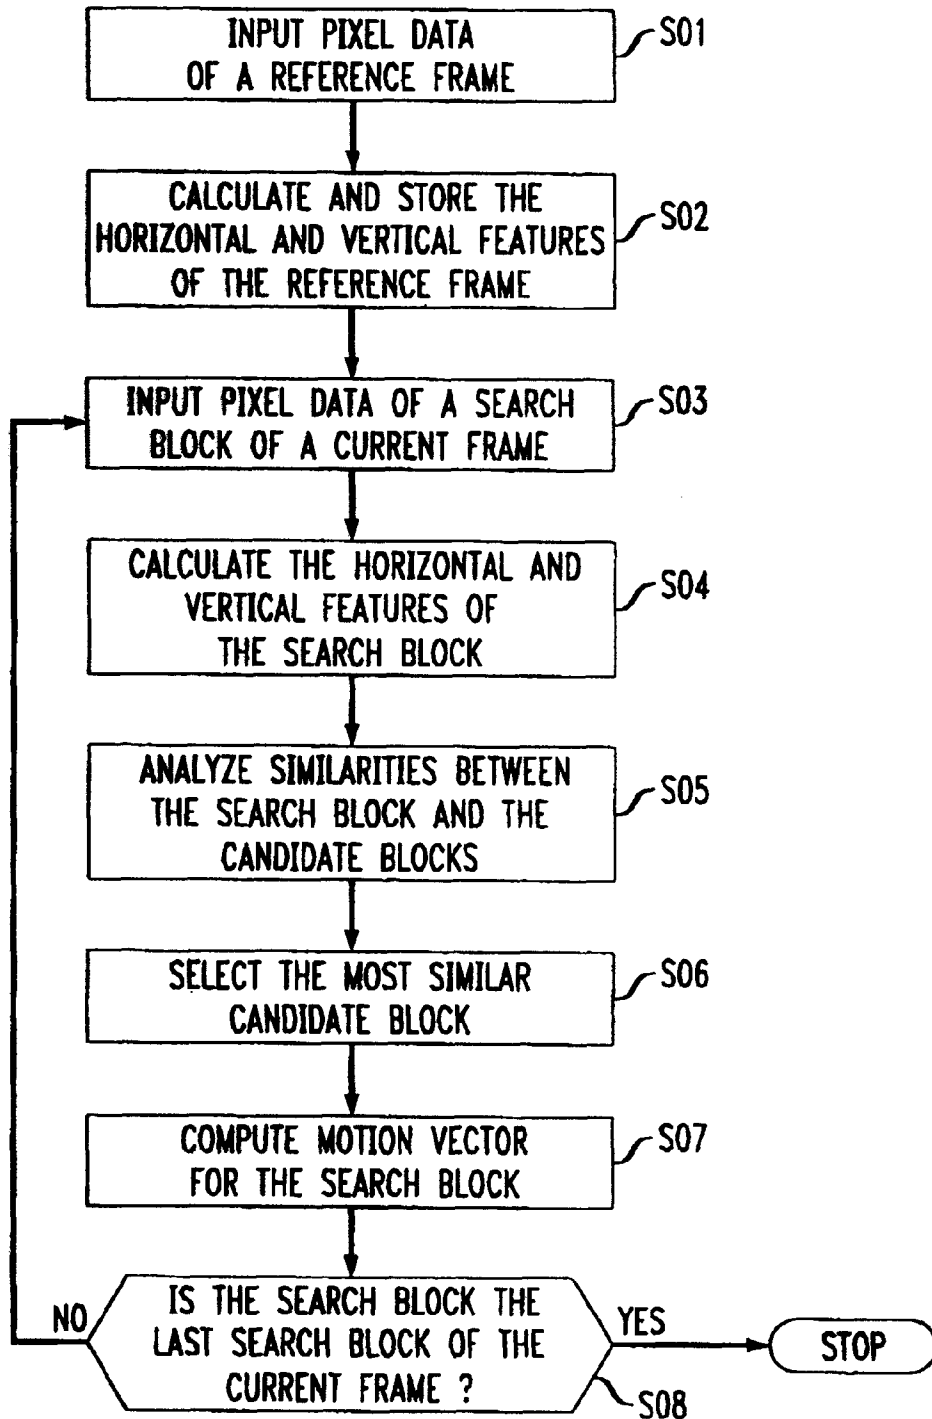 INPUT PIXEL DATA
OF A REFERENCE FRAME
S01
CALCULATE AND STORE THE
HORIZONTAL AND VERTICAL FEATURES
OF THE REFERENCE FRAME
S02
INPUT PIXEL DATA OF A SEARCH
BLOCK OF A CURRENT FRAME
S03
CALCULATE THE HORIZONTAL AND
VERTICAL FEATURES OF
THE SEARCH BLOCK
S04
ANALYZE SIMILARITIES BETWEEN
THE SEARCH BLOCK AND THE
CANDIDATE BLOCKS
S05
SELECT THE MOST SIMILAR
CANDIDATE BLOCK
S06
COMPUTE MOTION VECTOR
FOR THE SEARCH BLOCK
S07
NO
IS THE SEARCH BLOCK THE
LAST SEARCH BLOCK OF THE
CURRENT FRAME ?
S08
YES
STOP